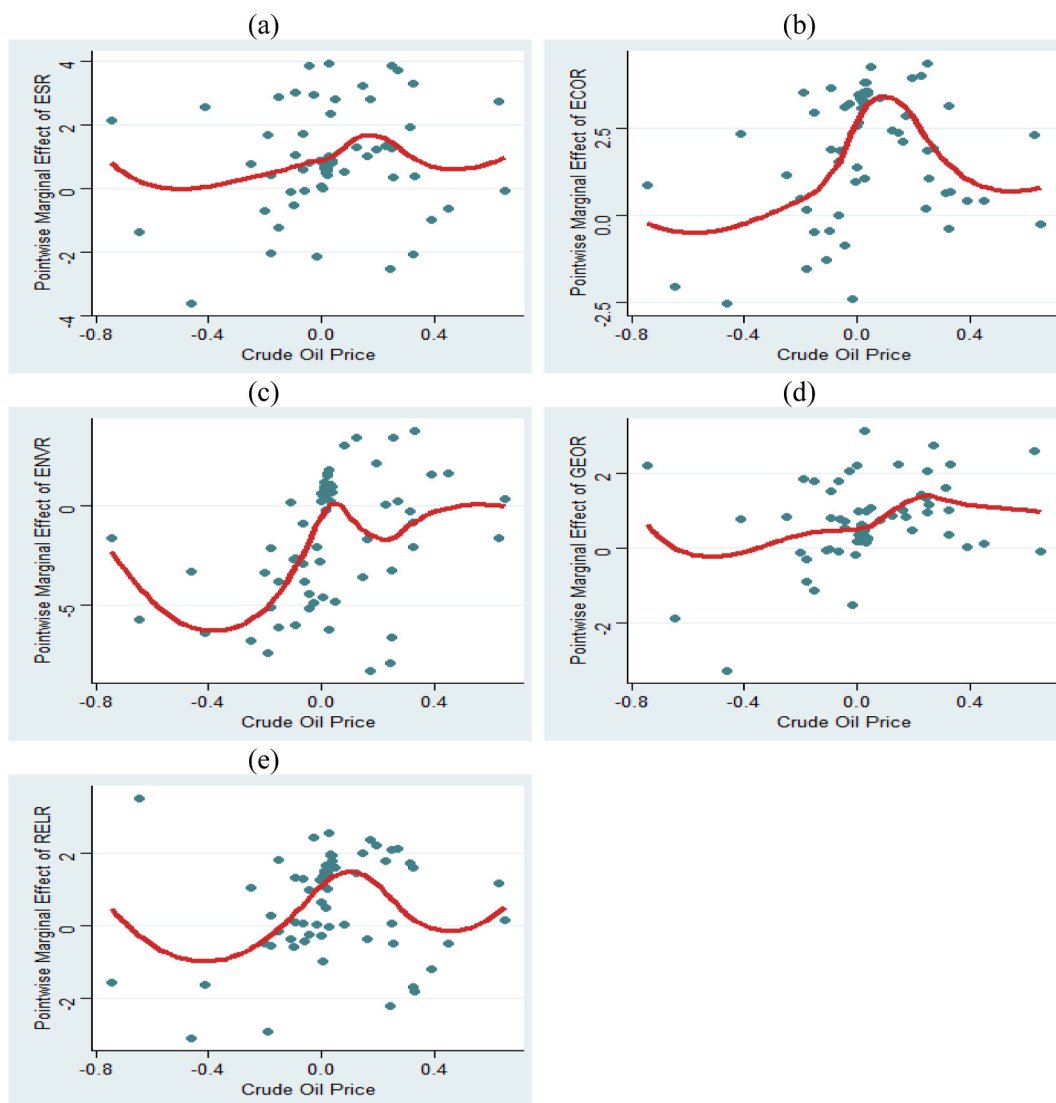 (a)
Pointwise Marginal Effect of ESR
4
2
0
-2
-4
-0.8 -0.4 0.0 0.4
Crude Oil Price
(b)
Pointwise Marginal Effect of ECOR
2.5
0.0
-2.5
-0.8 -0.4 0.0 0.4
Crude Oil Price
(c)
Pointwise Marginal Effect of ENVR
0
-5
-0.8 -0.4 0.0 0.4
Crude Oil Price
(d)
Pointwise Marginal Effect of GEOR
2
0
-2
-0.8 -0.4 0.0 0.4
Crude Oil Price
(e)
Pointwise Marginal Effect of RELR
2
0
-2
-0.8 -0.4 0.0 0.4
Crude Oil Price